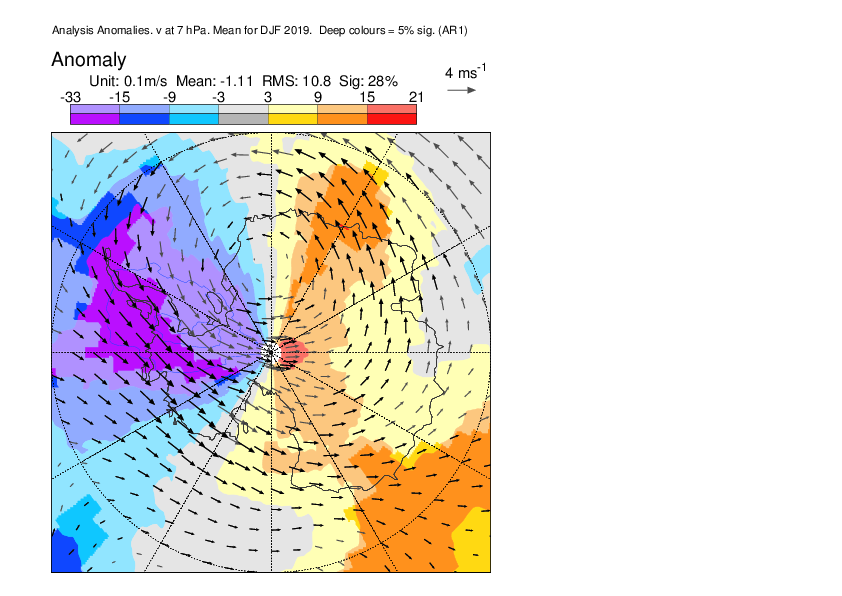 Analysis Anomalies. v at 7 hPa. Mean for DJF 2019.  Deep colours = 5% sig. (AR1)
Anomaly
4 ms-1
Unit: 0.1m/s  Mean: -1.11  RMS: 10.8  Sig: 28%
-33 -15 -9 -3 3 9 15 21